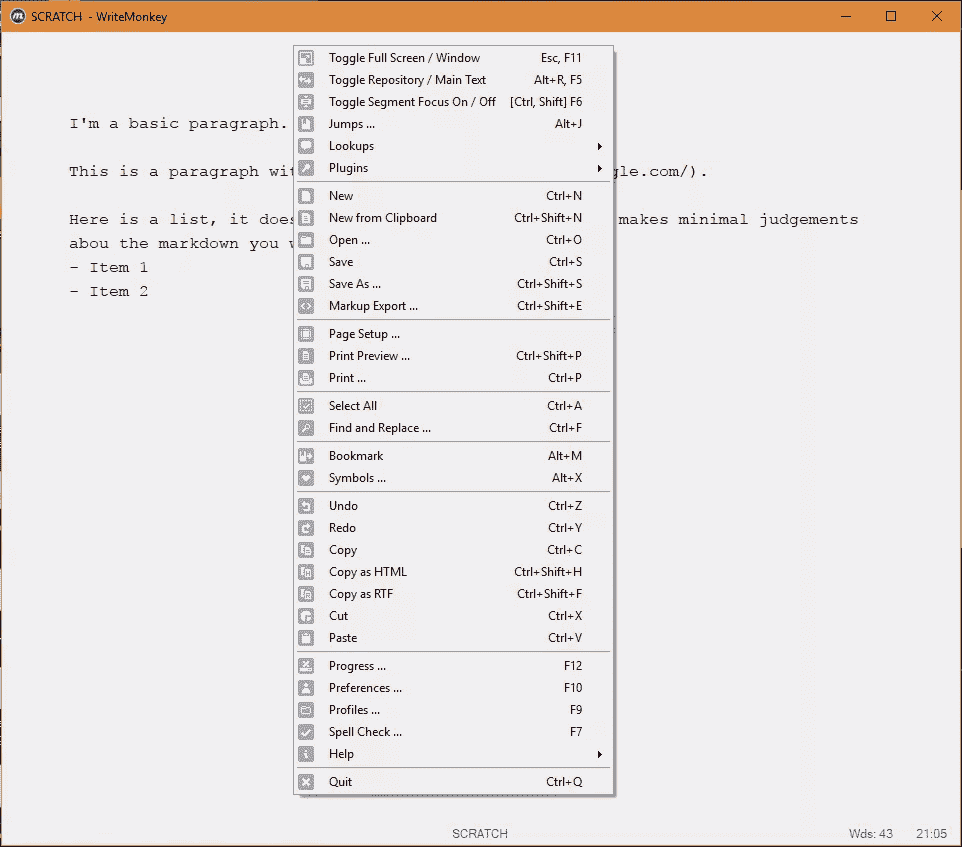 SCRATCH - WriteMonkey
I'm a basic paragraph.
This is a paragraph gle.com/).
Here is a list, it makes minimal judgements
abou the markdown you
- Item 1
- Item 2
Toggle Full Screen / Window Esc, F11
Toggle Repository / Main Text Alt+R, F5
Toggle Segment Focus On / Off [Ctrl, Shift] F6
Jumps ... Alt+J
Lookups
Plugins
New Ctrl+N
New from Clipboard Ctrl+Shift+N
Open ... Ctrl+O
Save Ctrl+S
Save As ... Ctrl+Shift+S
Markup Export ... Ctrl+Shift+E
Page Setup ...
Print Preview ... Ctrl+Shift+P
Print ... Ctrl+P
Select All Ctrl+A
Find and Replace ... Ctrl+F
Bookmark Alt+M
Symbols ... Alt+X
Undo Ctrl+Z
Redo Ctrl+Y
Copy Ctrl+C
Copy as HTML Ctrl+Shift+H
Copy as RTF Ctrl+Shift+F
Cut Ctrl+X
Paste Ctrl+V
Progress ... F12
Preferences ... F10
Profiles ... F9
Spell Check ... F7
Help
Quit Ctrl+Q
SCRATCH Wds: 43 21:05